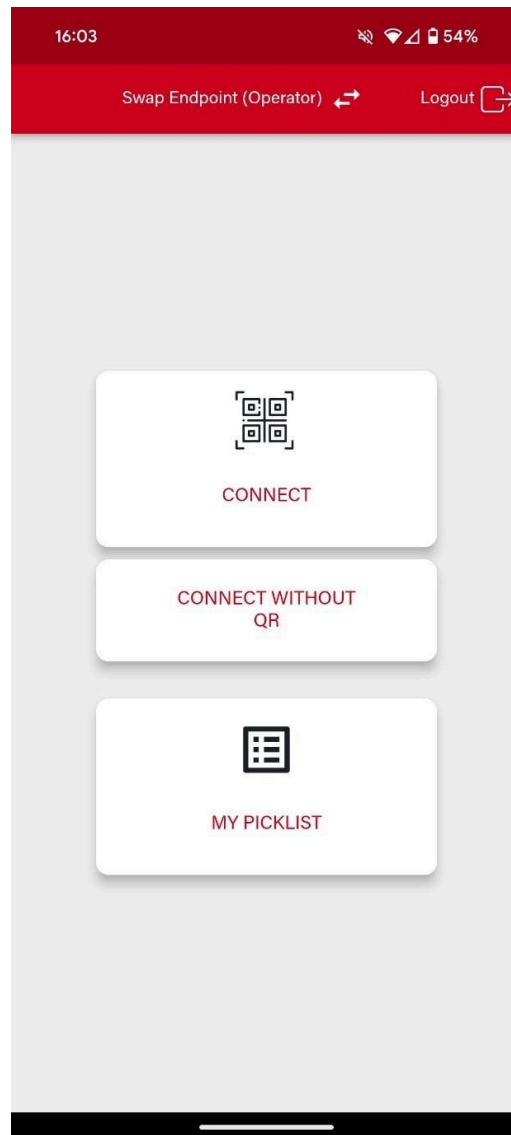 16:03 54%
Swap Endpoint (Operator) Logout
CONNECT
CONNECT WITHOUT
QR
MY PICKLIST